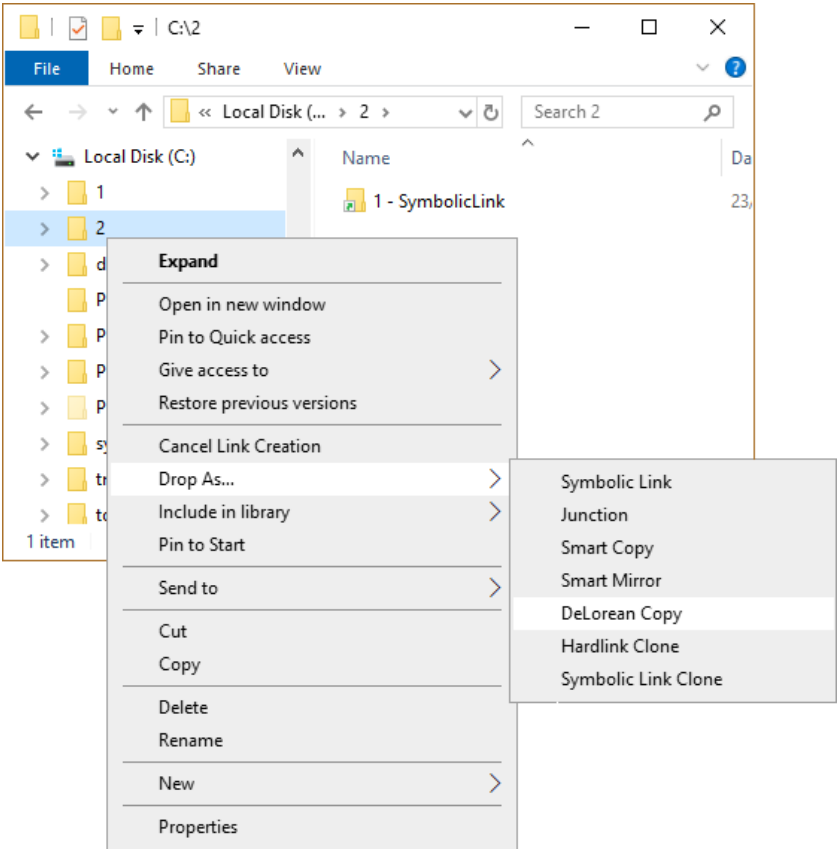 C:\2
File Home Share View
« Local Disk (... > 2 > Search 2
Local Disk (C:)
1
2
d
P
P
P
P
sy
tr
to
1 item
Name Da
1 - SymbolicLink 23,
Expand
Open in new window
Pin to Quick access
Give access to
Restore previous versions
Cancel Link Creation
Drop As...
Include in library
Pin to Start
Send to
Cut
Copy
Delete
Rename
New
Properties
Symbolic Link
Junction
Smart Copy
Smart Mirror
DeLorean Copy
Hardlink Clone
Symbolic Link Clone